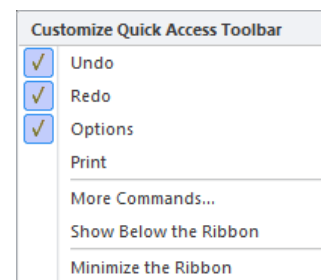 Customize Quick Access Toolbar
Undo
Redo
Options
Print
More Commands...
Show Below the Ribbon
Minimize the Ribbon